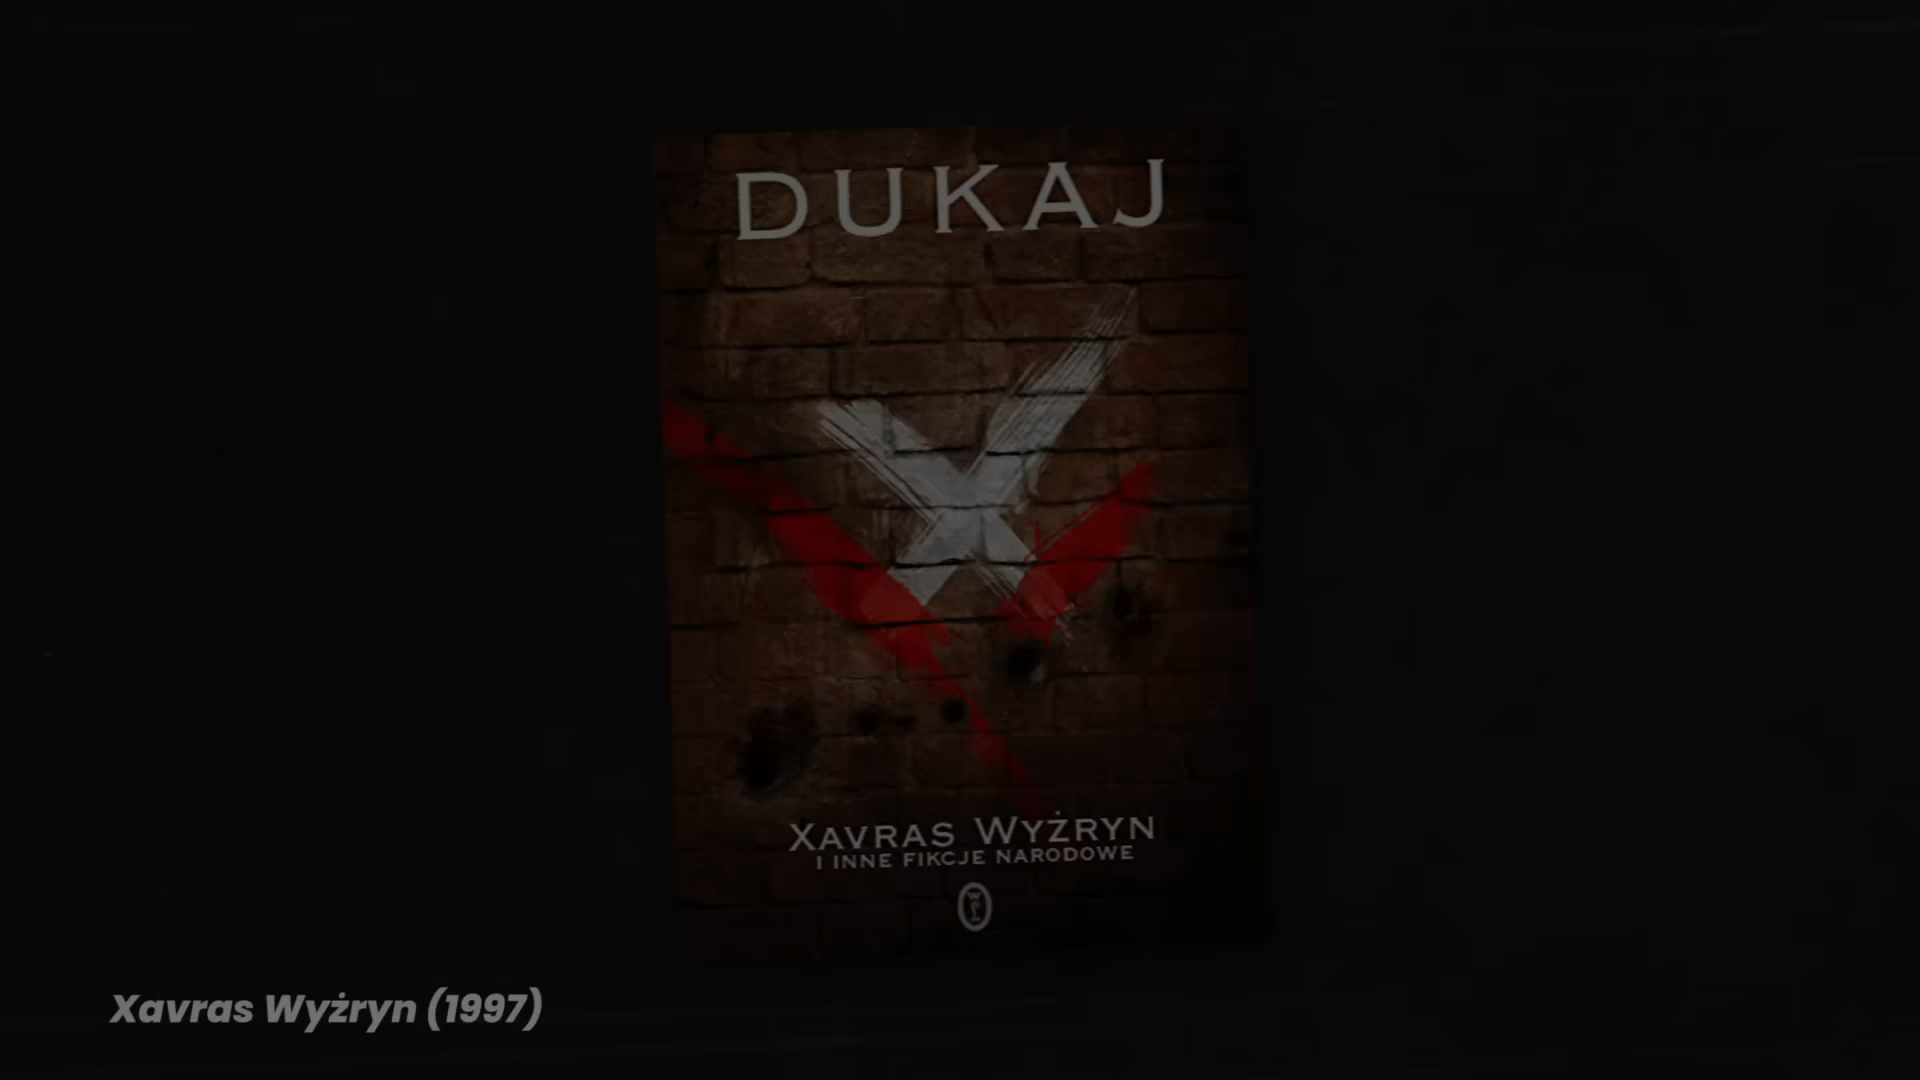 DUKAJ
XAVRAS WYŻRYN
I INNE FIKCJE NARODOWE
Xavras Wyżryn (1997)